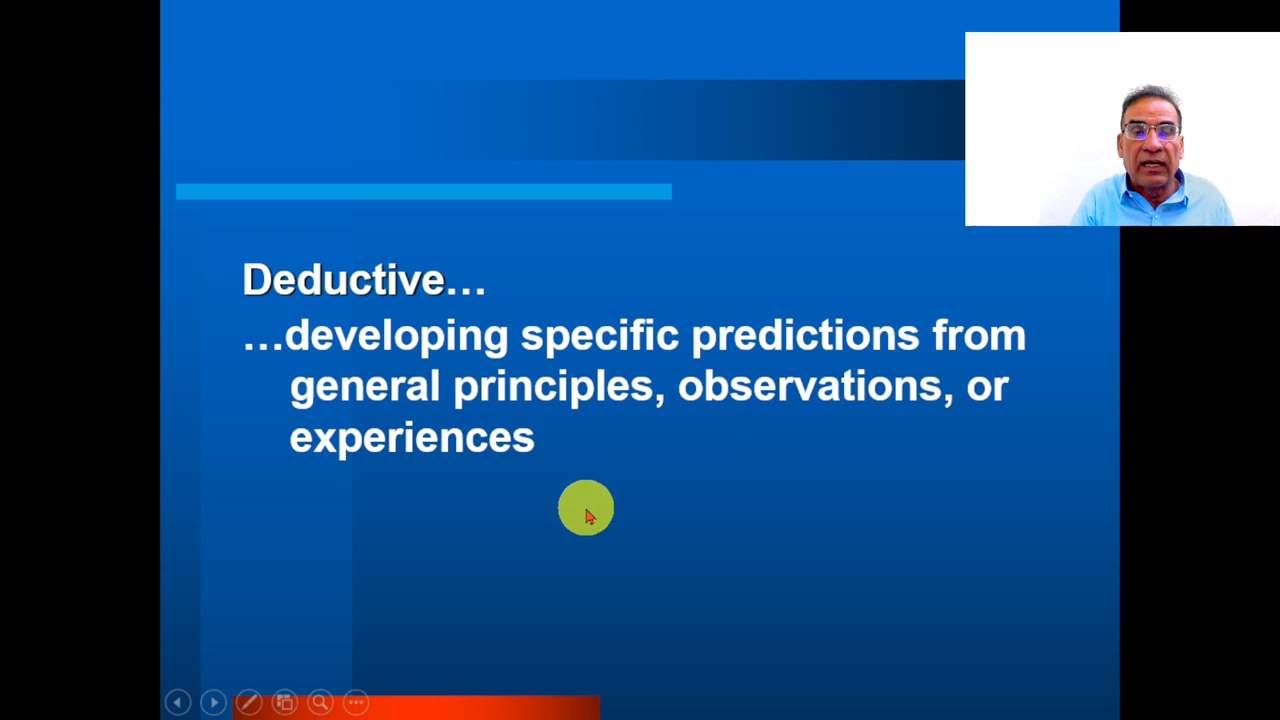 Deductive…
…developing specific predictions from
general principles, observations, or
experiences